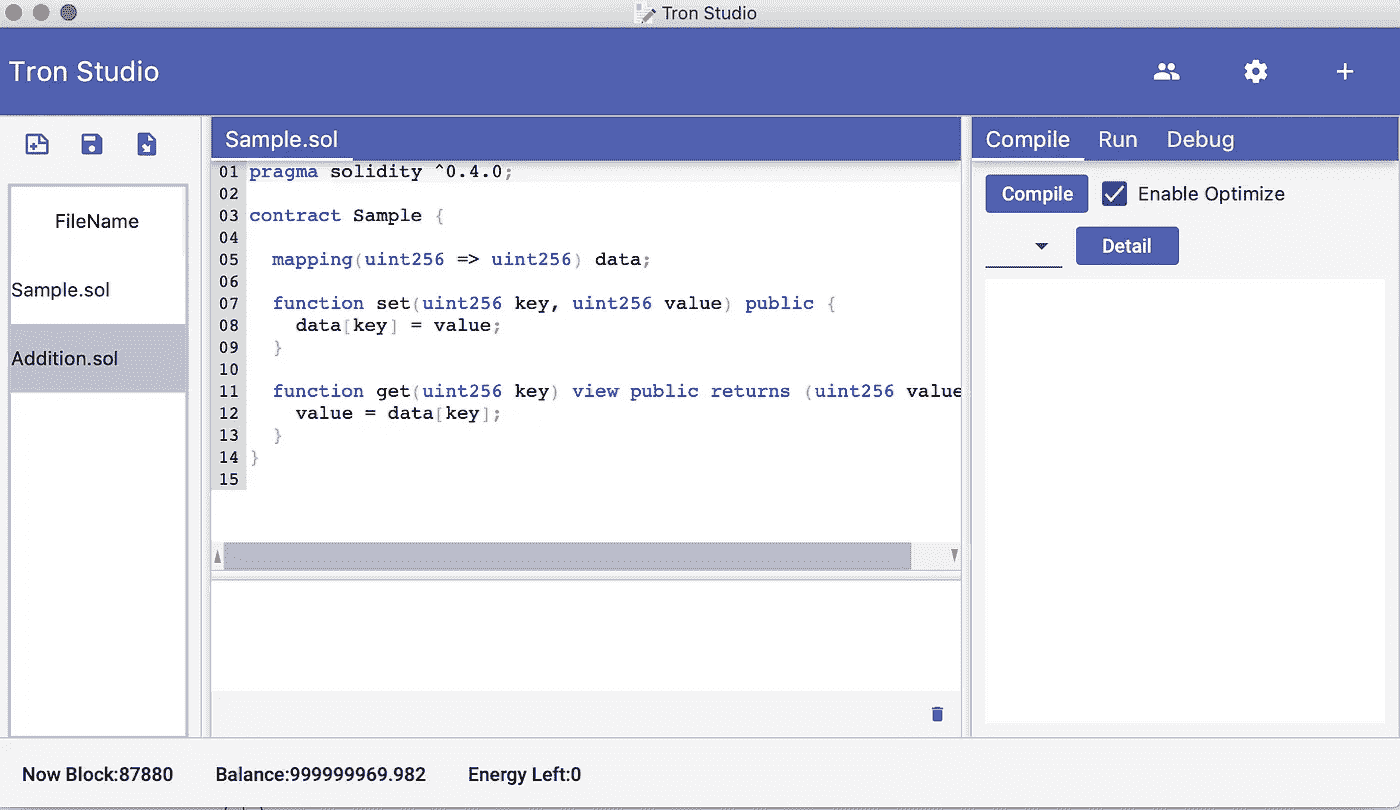 Tron Studio
Tron Studio
Sample.sol
Compile Run Debug
FileName
Sample.sol
Addition.sol
01 pragma solidity ^0.4.0;
02
03 contract Sample {
04
05 mapping(uint256 => uint256) data;
06
07 function set(uint256 key, uint256 value) public {
08 data[key] = value;
09 }
10
11 function get(uint256 key) view public returns (uint256 value
12 value = data[key];
13 }
14 }
15
Compile Enable Optimize
Detail
Now Block:87880 Balance:999999969.982 Energy Left:0